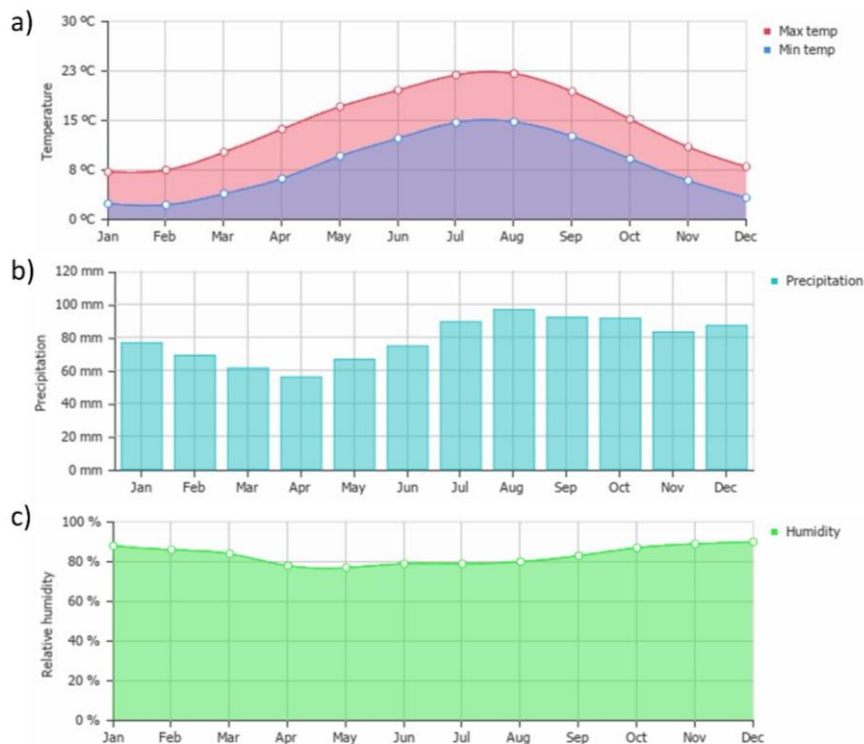 a)
30 ºC
23 ºC
15 ºC
8 ºC
0 ºC
Temperature
Jan Feb Mar Apr May Jun Jul Aug Sep Oct Nov Dec
Max temp
Min temp
b)
120 mm
100 mm
80 mm
60 mm
40 mm
20 mm
0 mm
Precipitation
Jan Feb Mar Apr May Jun Jul Aug Sep Oct Nov Dec
Precipitation
c)
100 %
80 %
60 %
40 %
20 %
0 %
Relative humidity
Jan Feb Mar Apr May Jun Jul Aug Sep Oct Nov Dec
Humidity